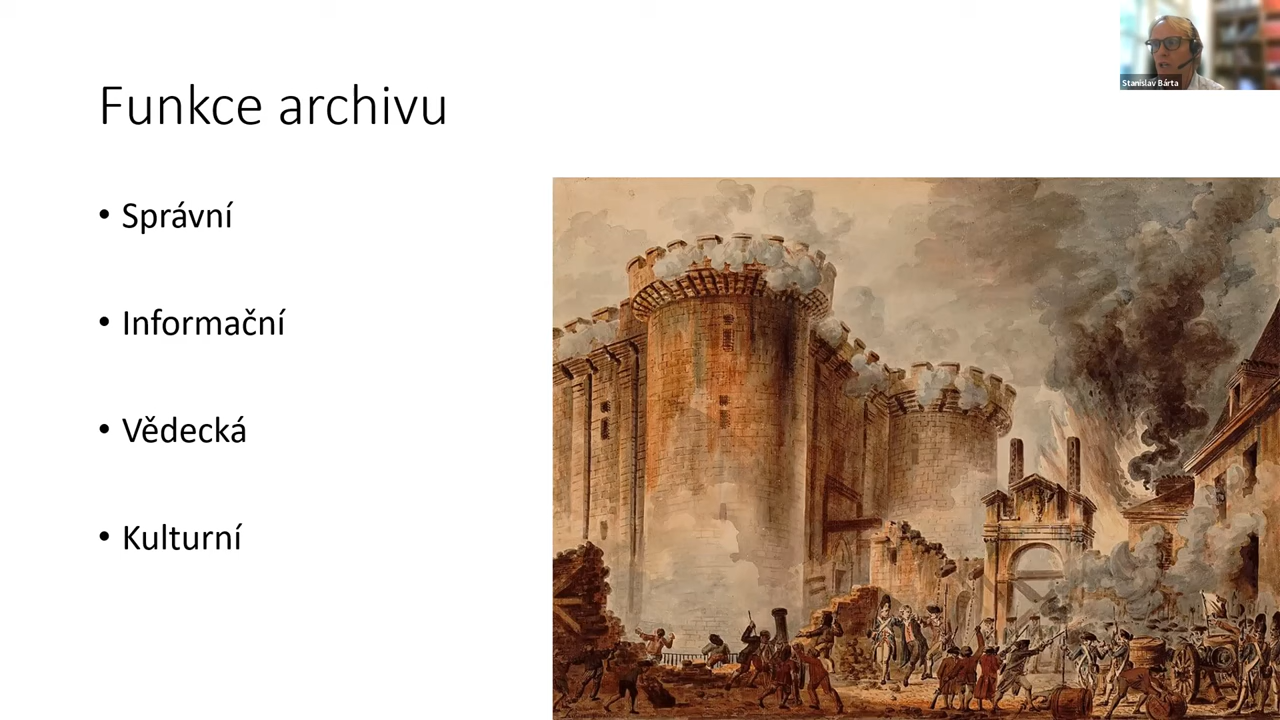 Funkce archivu
Stanislav Bárta
• Správní
• Informační
• Vědecká
• Kulturní